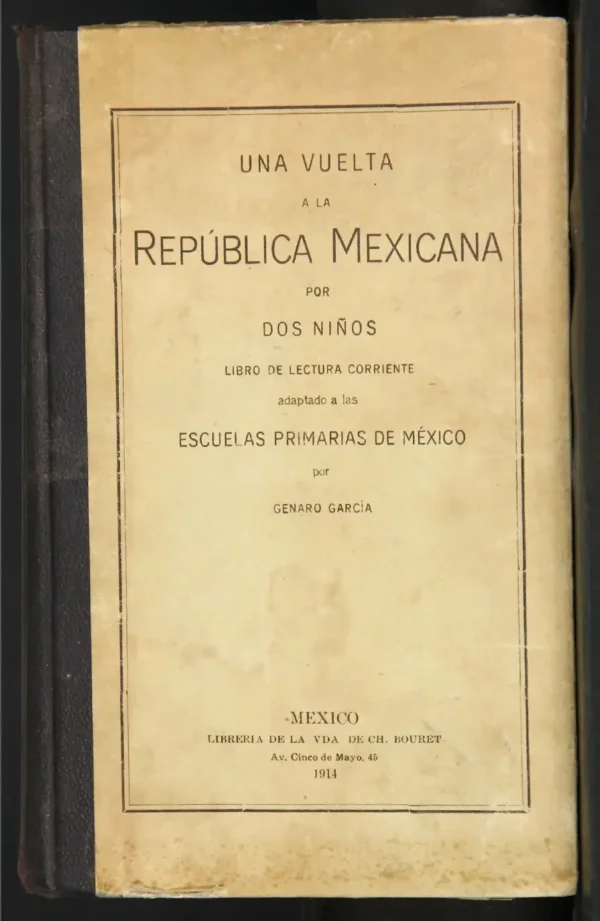 UNA VUELTA
A LA
REPÚBLICA MEXICANA
POR
DOS NIÑOS
LIBRO DE LECTURA CORRIENTE
adaptado a las
ESCUELAS PRIMARIAS DE MÉXICO
por
GENARO GARCÍA
MEXICO
LIBRERIA DE LA VDA DE CH. BOURET
Av. Cinco de Mayo, 45
1914